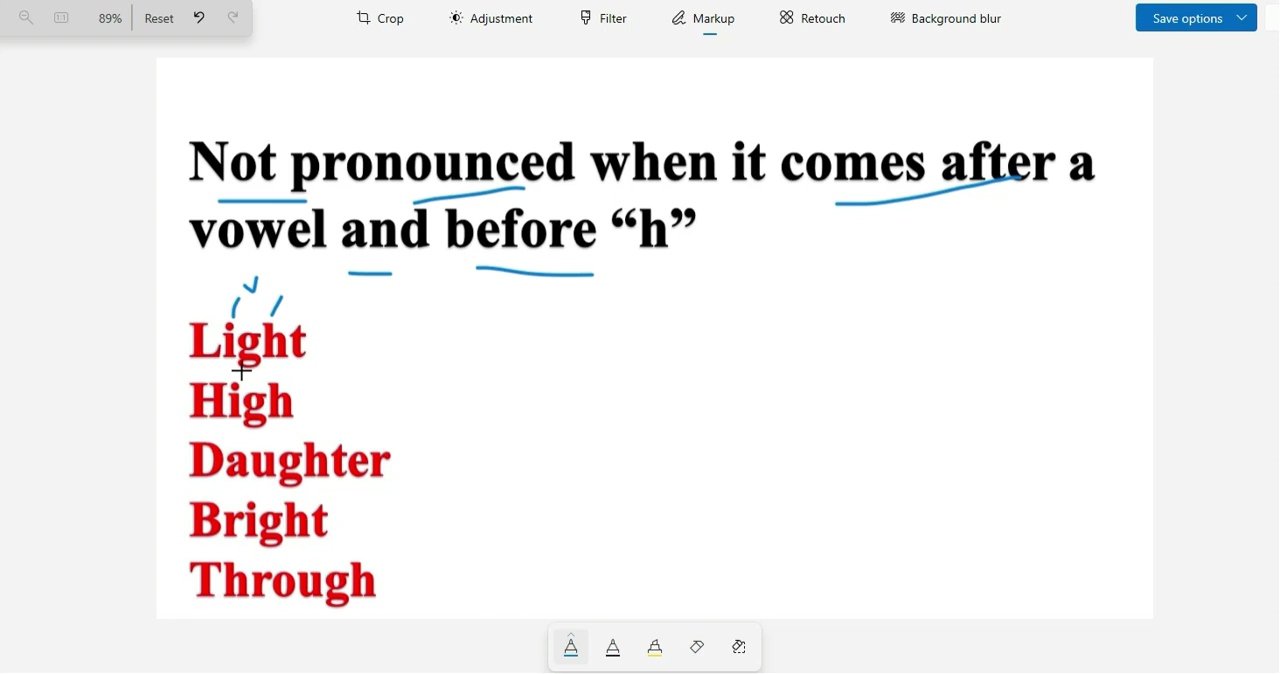 89% Reset Crop Adjustment Filter Markup Retouch Background blur Save options
Not pronounced when it comes after a
vowel and before “h”
Light
High
Daughter
Bright
Through